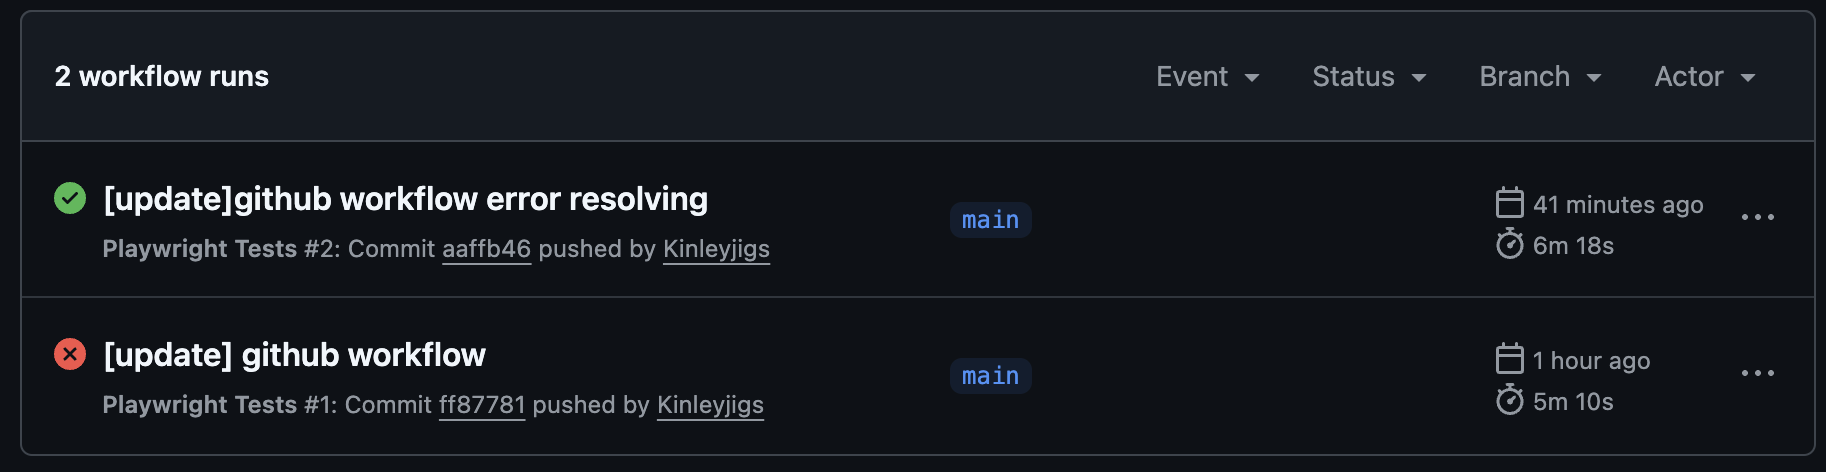 2 workflow runs
Event Status Branch Actor
[update]github workflow error resolving
Playwright Tests #2: Commit aaffb46 pushed by Kinleyjigs
main
41 minutes ago
6m 18s
[update] github workflow
Playwright Tests #1: Commit ff87781 pushed by Kinleyjigs
main
1 hour ago
5m 10s